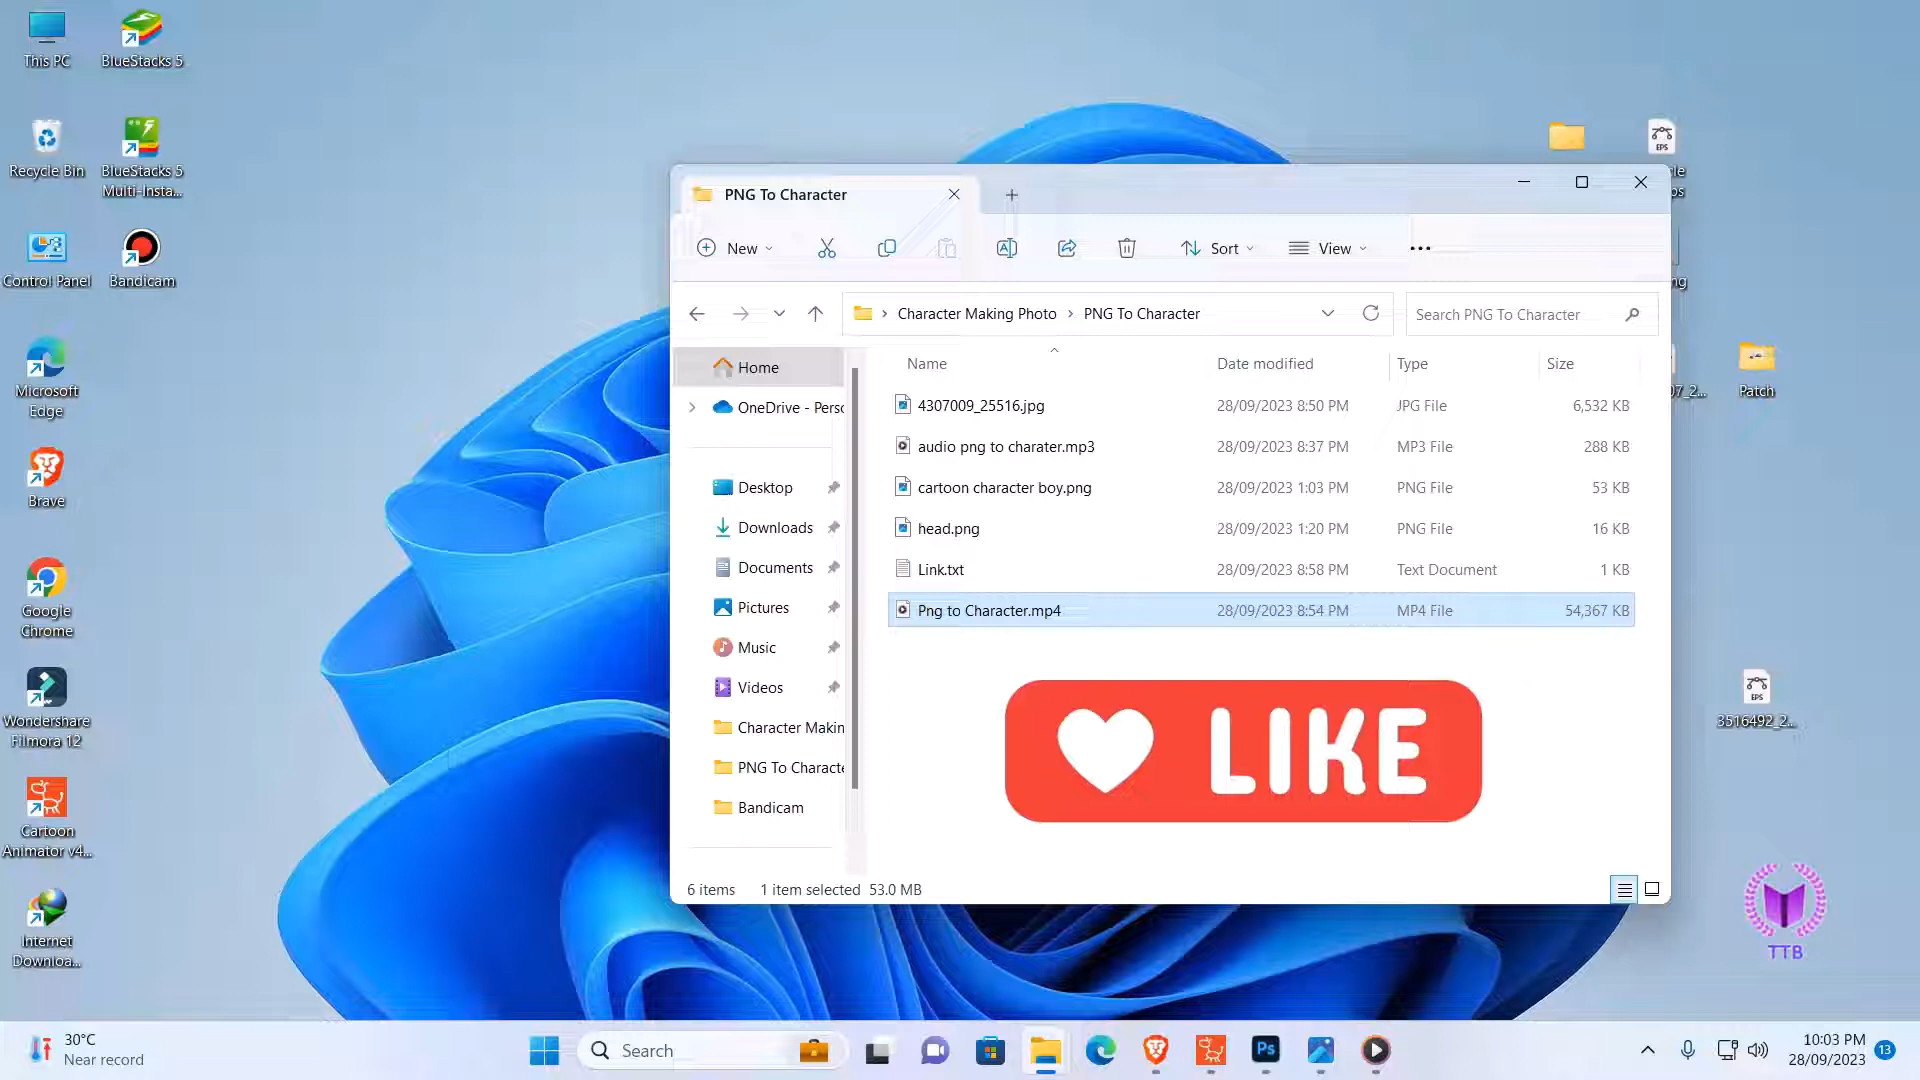 This PC
BlueStacks 5
Recycle Bin
BlueStacks 5
Multi-Insta...
Control Panel
Bandicam
Microsoft
Edge
Brave
Google
Chrome
Wondershare
Filmora 12
Cartoon
Animator v4...
Internet
Downloa...
EPS
Patch
EPS
3516492_2...
TTB
PNG To Character
New
Sort
View
Character Making Photo
PNG To Character
Search PNG To Character
Home
OneDrive - Perso
Desktop
Downloads
Documents
Pictures
Music
Videos
Character Makin
PNG To Characte
Bandicam
Name Date modified Type Size
4307009_25516.jpg 28/09/2023 8:50 PM JPG File 6,532 KB
audio png to charater.mp3 28/09/2023 8:37 PM MP3 File 288 KB
cartoon character boy.png 28/09/2023 1:03 PM PNG File 53 KB
head.png 28/09/2023 1:20 PM PNG File 16 KB
Link.txt 28/09/2023 8:58 PM Text Document 1 KB
Png to Character.mp4 28/09/2023 8:54 PM MP4 File 54,367 KB
LIKE
6 items 1 item selected 53.0 MB
30°C
Near record
Search
Ps
10:03 PM
28/09/2023
13